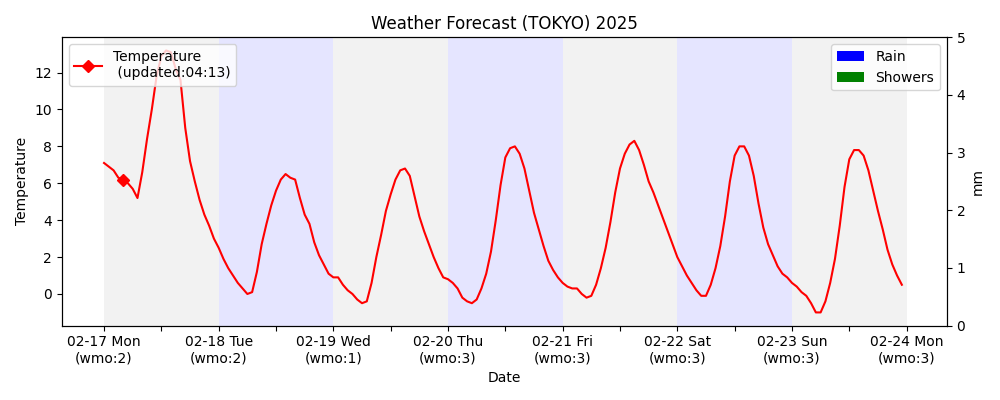 Weather Forecast (TOKYO) 2025
Temperature
(updated:04:13)
Rain
Showers
Temperature
12
10
8
6
4
2
0
5
4
3
2
1
0
mm
02-17 Mon
(wmo:2)
02-18 Tue
(wmo:2)
02-19 Wed
(wmo:1)
02-20 Thu
(wmo:3)
02-21 Fri
(wmo:3)
02-22 Sat
(wmo:3)
02-23 Sun
(wmo:3)
02-24 Mon
(wmo:3)
Date